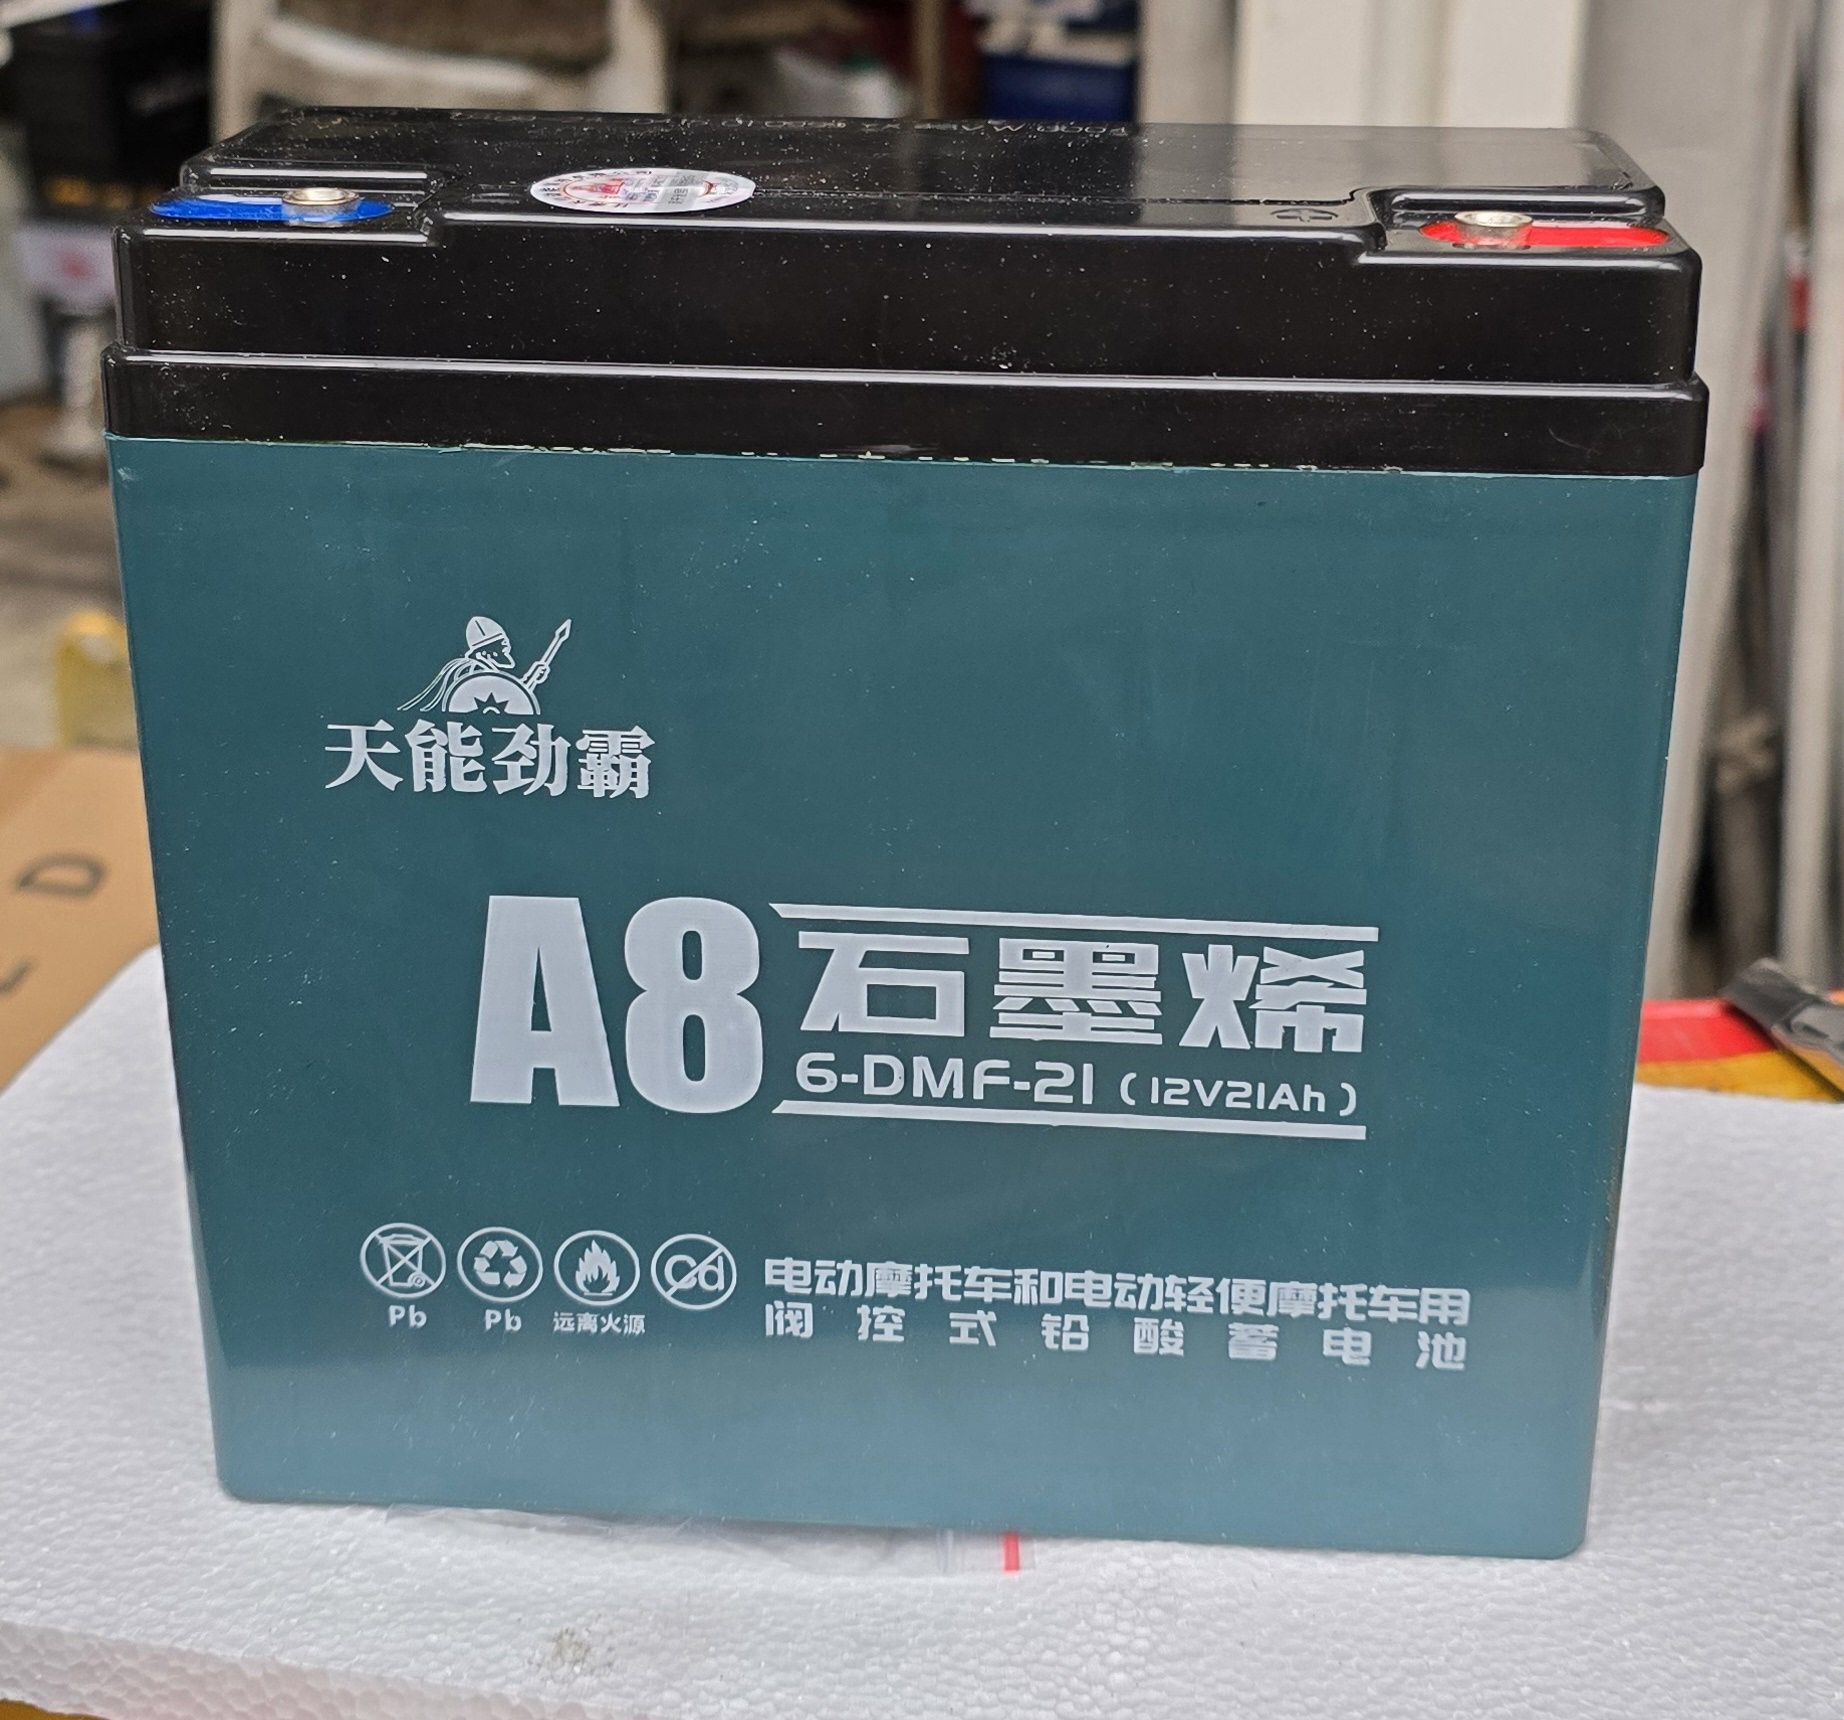 天能劲霸
A8
石墨烯
6-DMF-21 (12V21Ah)
Cd
电动摩托车和电动轻便摩托车用
Pb
Pb
远离火源
阀控式铅酸蓄电池